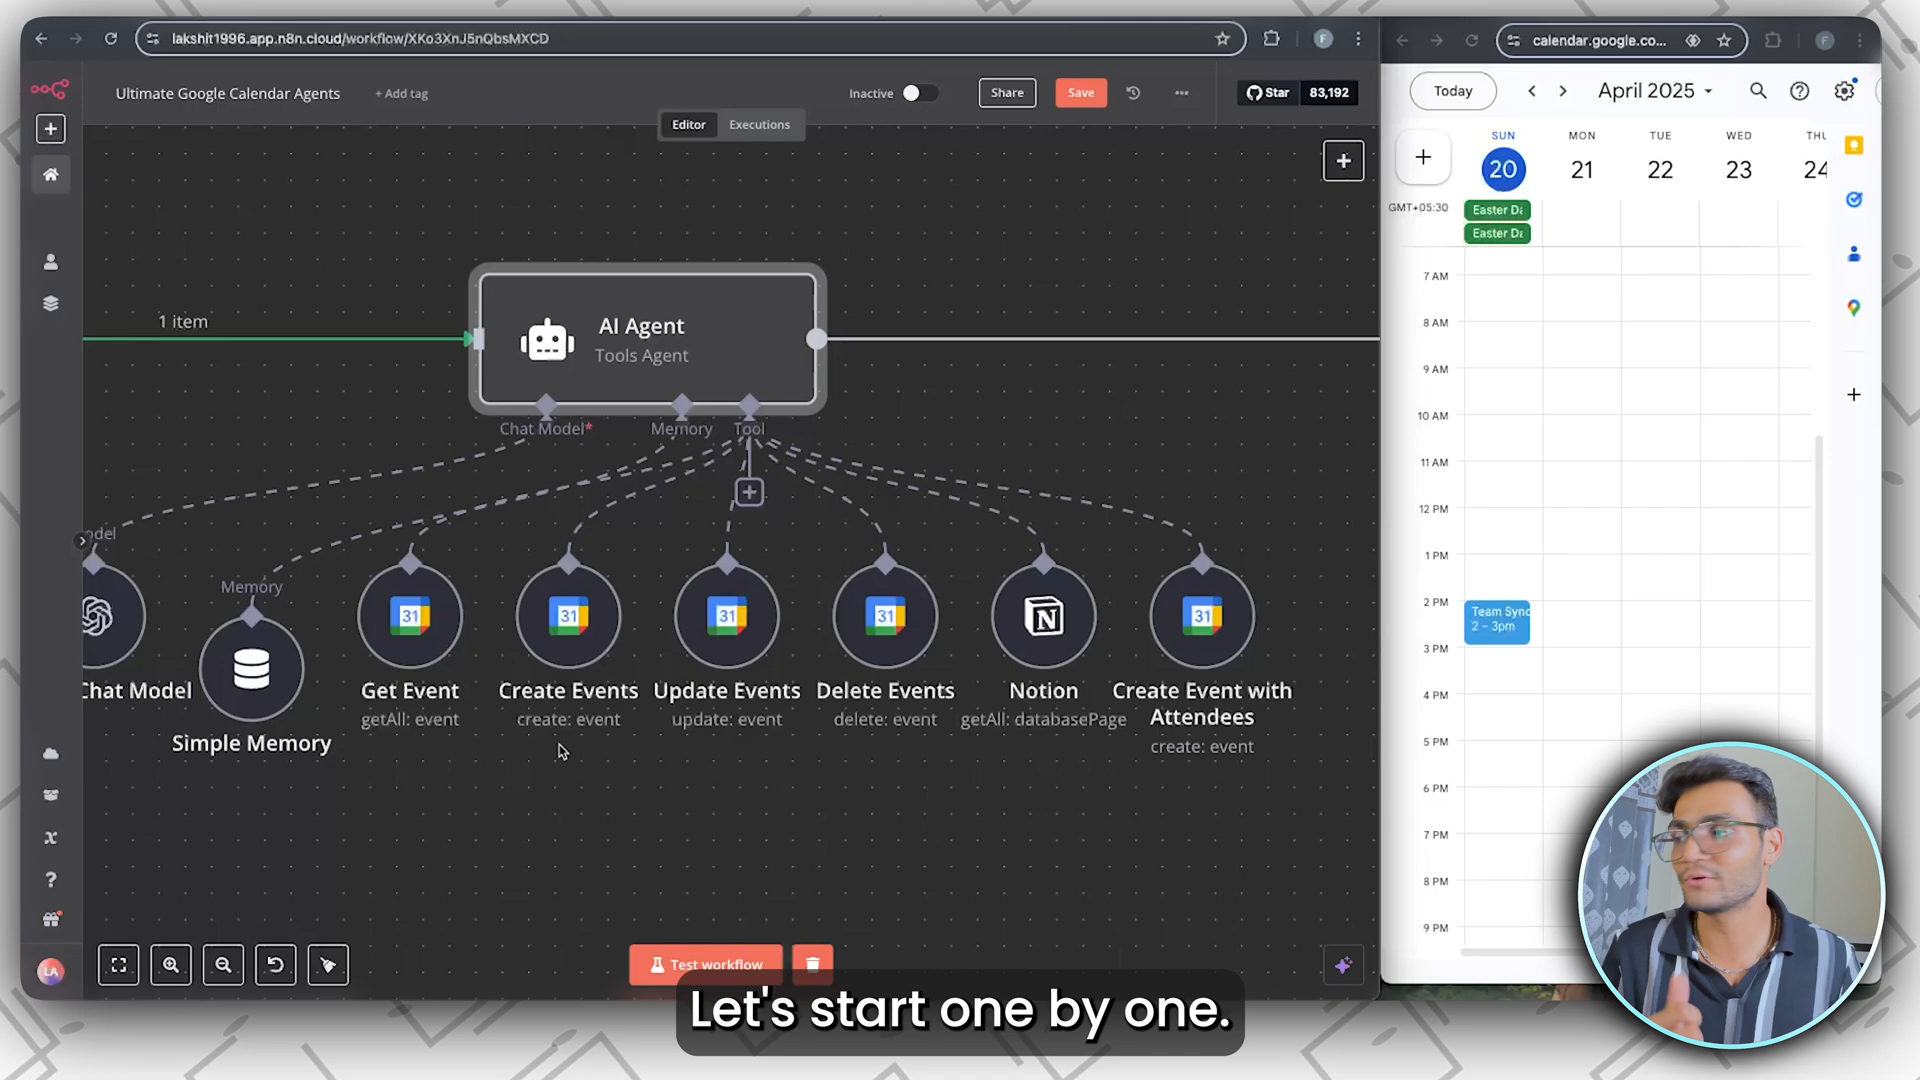 lakshit1996.app.n8n.cloud/workflow/XKo3XnJ5nQbsMXCD
Ultimate Google Calendar Agents
+ Add tag
Inactive
Share
Save
Star
83,192
Editor
Executions
1 item
AI Agent
Tools Agent
Chat Model*
Memory
Tool
odel
Memory
Chat Model
Simple Memory
Get Event
getAll: event
Create Events
create: event
Update Events
update: event
Delete Events
delete: event
Notion
getAll: databasePage
Create Event with
Attendees
create: event
LA
Test workflow
calendar.google.co...
F
F
Today
April 2025
SUN
MON
TUE
WED
THU
20
21
22
23
24
GMT+05:30
Easter Da
Easter Da
7 AM
8 AM
9 AM
10 AM
11 AM
12 PM
1 PM
2 PM
3 PM
4 PM
5 PM
6 PM
7 PM
8 PM
9 PM
Team Sync
2 – 3pm
31
31
31
31
31
Let's start one by one.